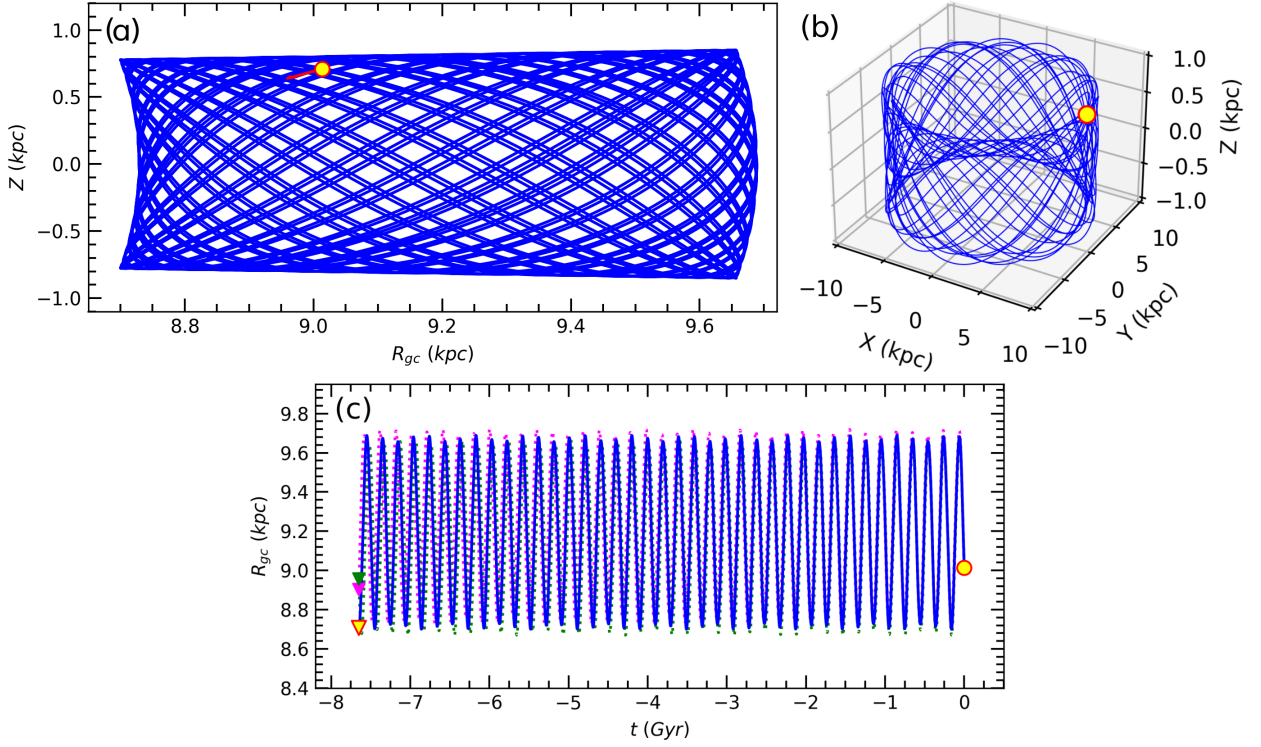 (a)
1.0
0.5
0.0
−0.5
−1.0
Z (kpc)
8.8 9.0 9.2 9.4 9.6
R_gc (kpc)
(b)
1.0
0.5
0.0
−0.5
−1.0
Z (kpc)
−10 −5 0 5 10
X (kpc)
−10 −5 0 5 10
Y (kpc)
(c)
9.8
9.6
9.4
9.2
9.0
8.8
8.6
8.4
R_gc (kpc)
−8 −7 −6 −5 −4 −3 −2 −1 0
t (Gyr)